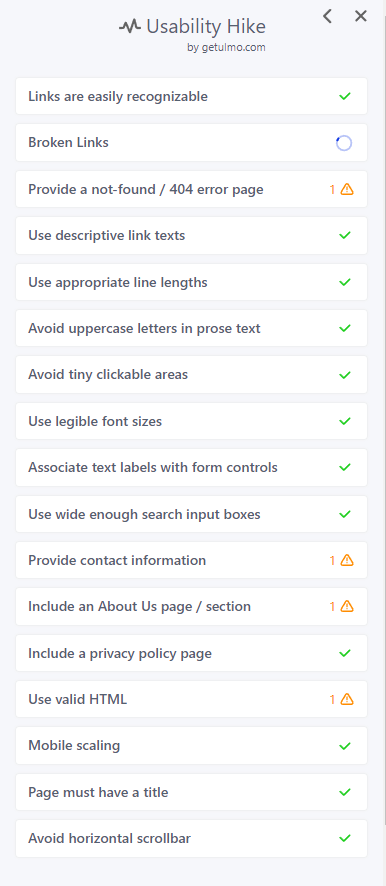 Usability Hike
by getulmo.com
Links are easily recognizable
Broken Links
Provide a not-found / 404 error page 1
Use descriptive link texts
Use appropriate line lengths
Avoid uppercase letters in prose text
Avoid tiny clickable areas
Use legible font sizes
Associate text labels with form controls
Use wide enough search input boxes
Provide contact information 1
Include an About Us page / section 1
Include a privacy policy page
Use valid HTML 1
Mobile scaling
Page must have a title
Avoid horizontal scrollbar